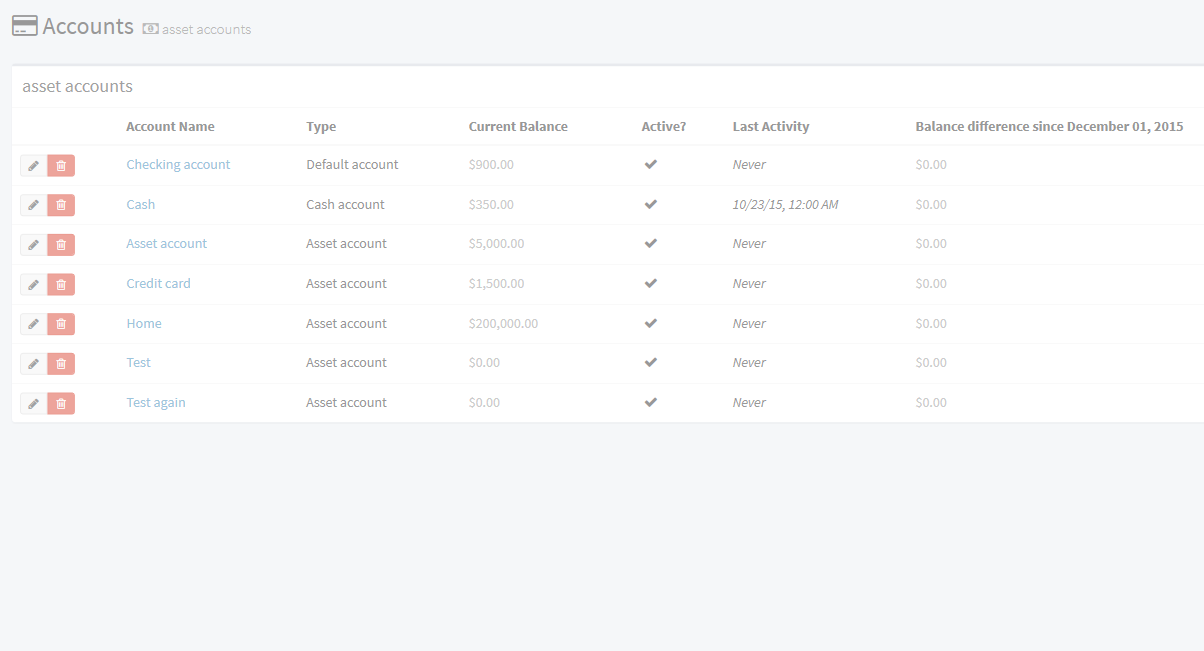 Accounts asset accounts
asset accounts
Account Name Type Current Balance Active? Last Activity Balance difference since December 01, 2015
Checking account Default account $900.00 Never $0.00
Cash Cash account $350.00 10/23/15, 12:00 AM $0.00
Asset account Asset account $5,000.00 Never $0.00
Credit card Asset account $1,500.00 Never $0.00
Home Asset account $200,000.00 Never $0.00
Test Asset account $0.00 Never $0.00
Test again Asset account $0.00 Never $0.00